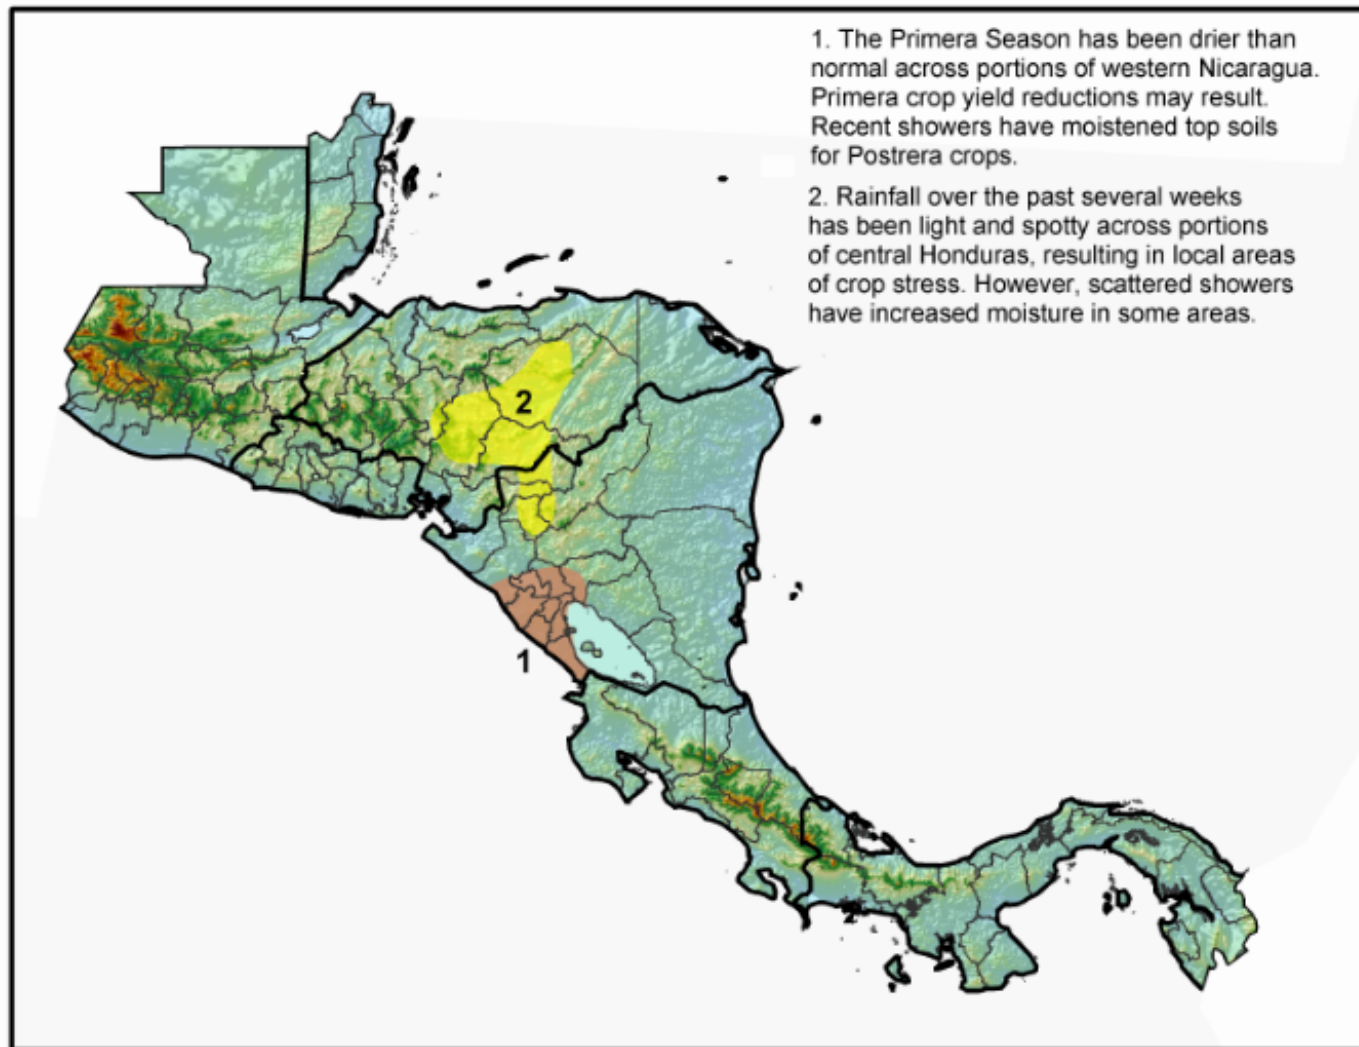 1. The Primera Season has been drier than
normal across portions of western Nicaragua.
Primera crop yield reductions may result.
Recent showers have moistened top soils
for Postrera crops.
2. Rainfall over the past several weeks
has been light and spotty across portions
of central Honduras, resulting in local areas
of crop stress. However, scattered showers
have increased moisture in some areas.
2
1